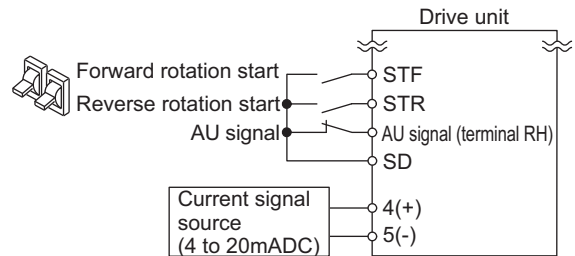 Drive unit
Forward rotation start
STF
Reverse rotation start
STR
AU signal
AU signal (terminal RH)
SD
Current signal
source
(4 to 20mADC)
4(+)
5(-)